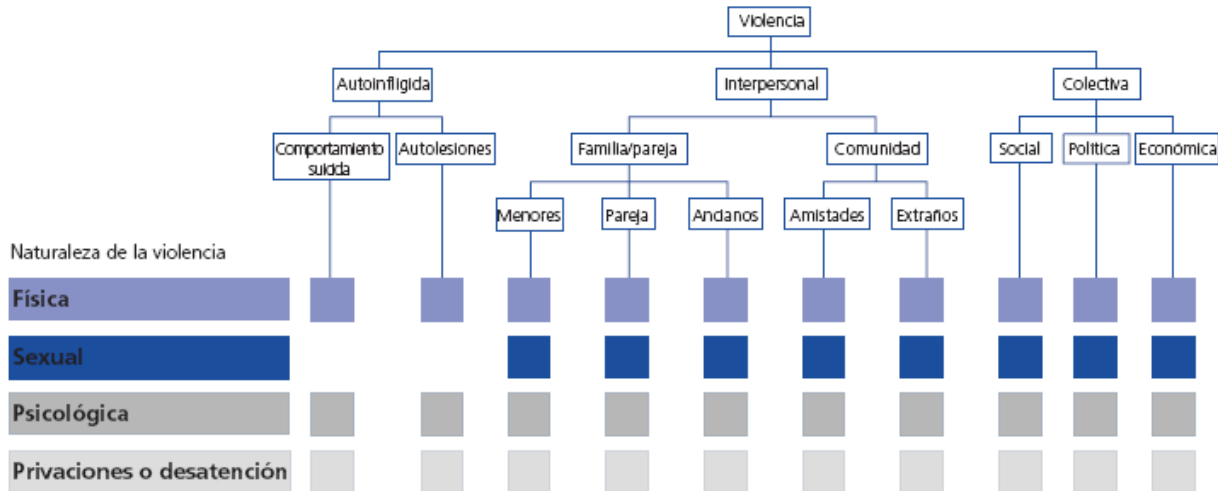 Violencia
Autoinfligida
Interpersonal
Colectiva
Comportamiento
suicida
Autolesiones
Familia/pareja
Comunidad
Social
Política
Económica
Menores
Pareja
Ancianos
Amistades
Extraños
Naturaleza de la violencia
Física
Sexual
Psicológica
Privaciones o desatención